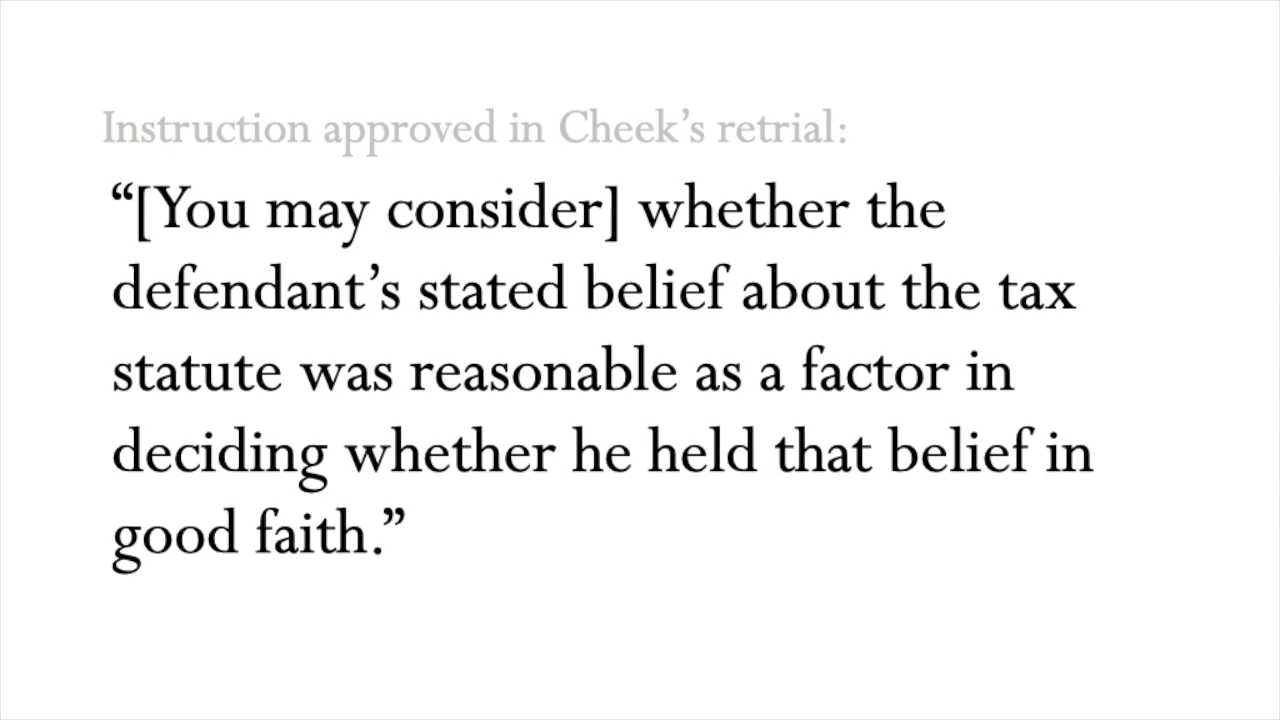 Instruction approved in Cheek’s retrial:
“[You may consider] whether the
defendant’s stated belief about the tax
statute was reasonable as a factor in
deciding whether he held that belief in
good faith.”